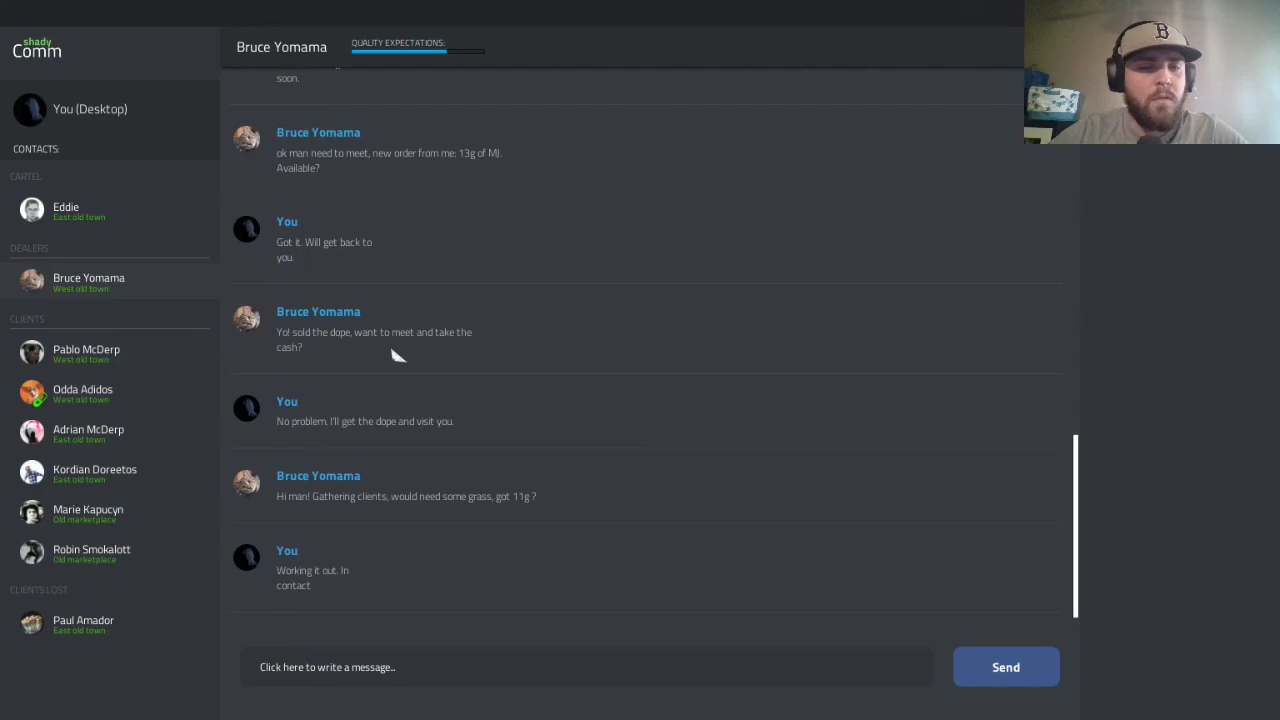 shady
Comm
Bruce Yomama
QUALITY EXPECTATIONS:
You (Desktop)
CONTACTS:
CARTEL
Eddie
East old town
DEALERS
Bruce Yomama
West old town
CLIENTS
Pablo McDerp
West old town
Odda Adidos
West old town
Adrian McDerp
East old town
Kordian Doreetos
East old town
Marie Kapucyn
Old marketplace
Robin Smokalott
Old marketplace
CLIENTS LOST
Paul Amador
East old town
soon.
Bruce Yomama
ok man need to meet, new order from me: 13g of MJ.
Available?
You
Got it. Will get back to
you.
Bruce Yomama
Yo! sold the dope, want to meet and take the
cash?
You
No problem. I'll get the dope and visit you.
Bruce Yomama
Hi man! Gathering clients, would need some grass, got 11g ?
You
Working it out. In
contact
Click here to write a message..
Send
B